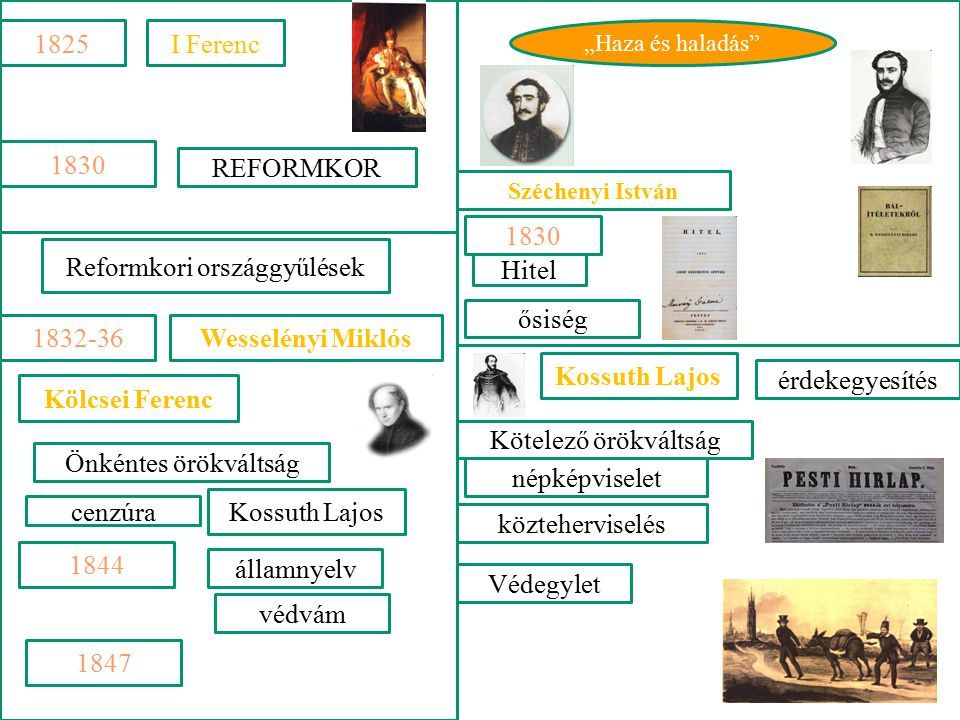 1825
I Ferenc
1830
REFORMKOR
Reformkori országgyűlések
1832-36
Wesselényi Miklós
Kölcsei Ferenc
Önkéntes örökváltság
cenzúra
Kossuth Lajos
1844
államnyelv
védvám
1847
„Haza és haladás”
Széchenyi István
1830
Hitel
ősiség
HITEL.
BAL-
ÍTÉLETEKRŐL
Kossuth Lajos
érdekegyesítés
Kötelező örökváltság
népképviselet
közteherviselés
Védegylet
PESTI HIRLAP.